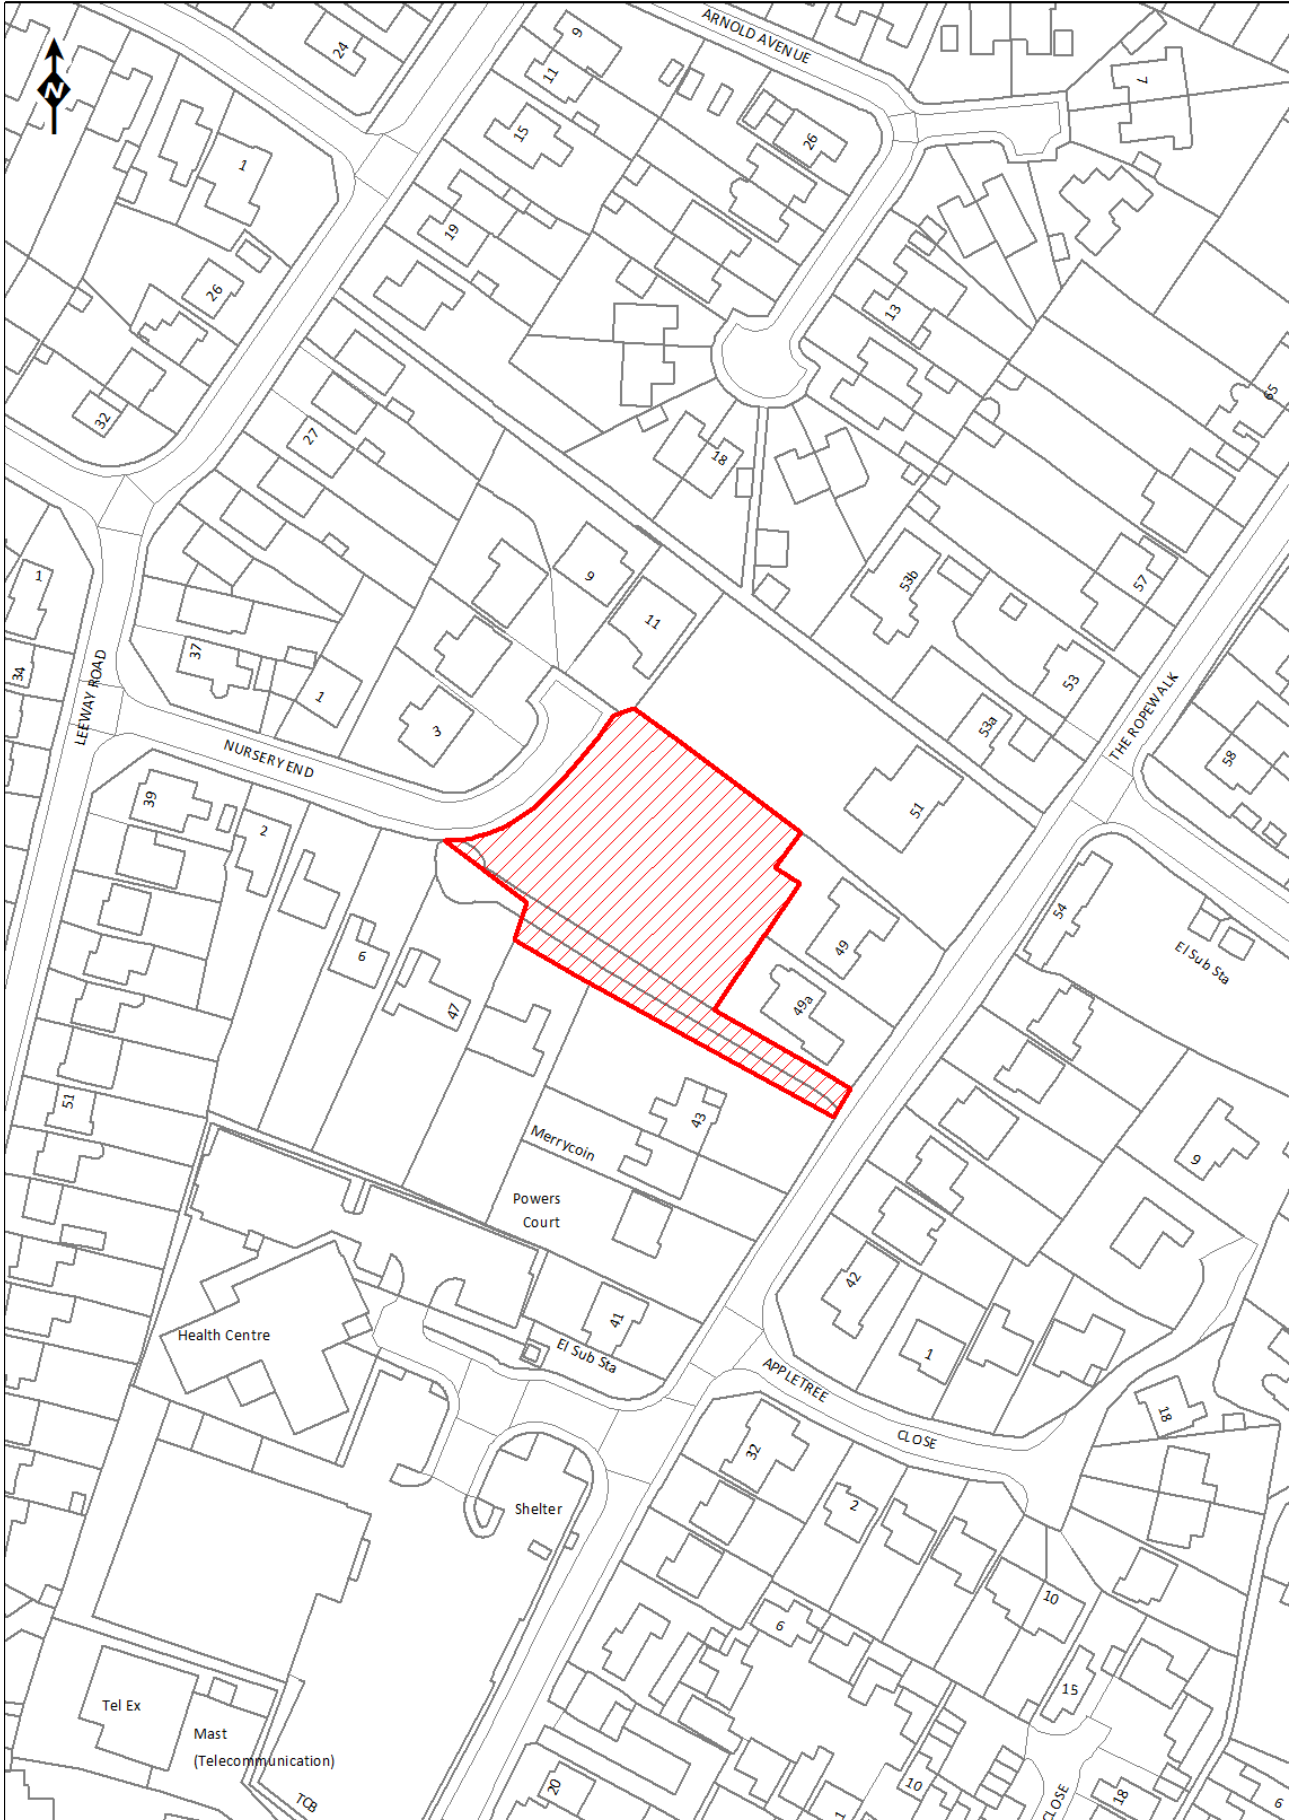 ARNOLD AVENUE
9
24
N
11
7
15
26
1
19
26
13
65
32
27
18
1
9
53b
57
11
37
34
LEEWAY ROAD
1
53
3
53a
THE ROPEWALK
NURSERY END
58
39
51
2
54
49
El Sub Sta
6
49a
47
51
43
Merrycoin
9
Powers
Court
42
41
Health Centre
El Sub Sta
1
APPLETREE
CLOSE
18
32
2
Shelter
10
6
15
Tel Ex
Mast
(Telecommunication)
20
10
18
TCB
CLOSE
1
6